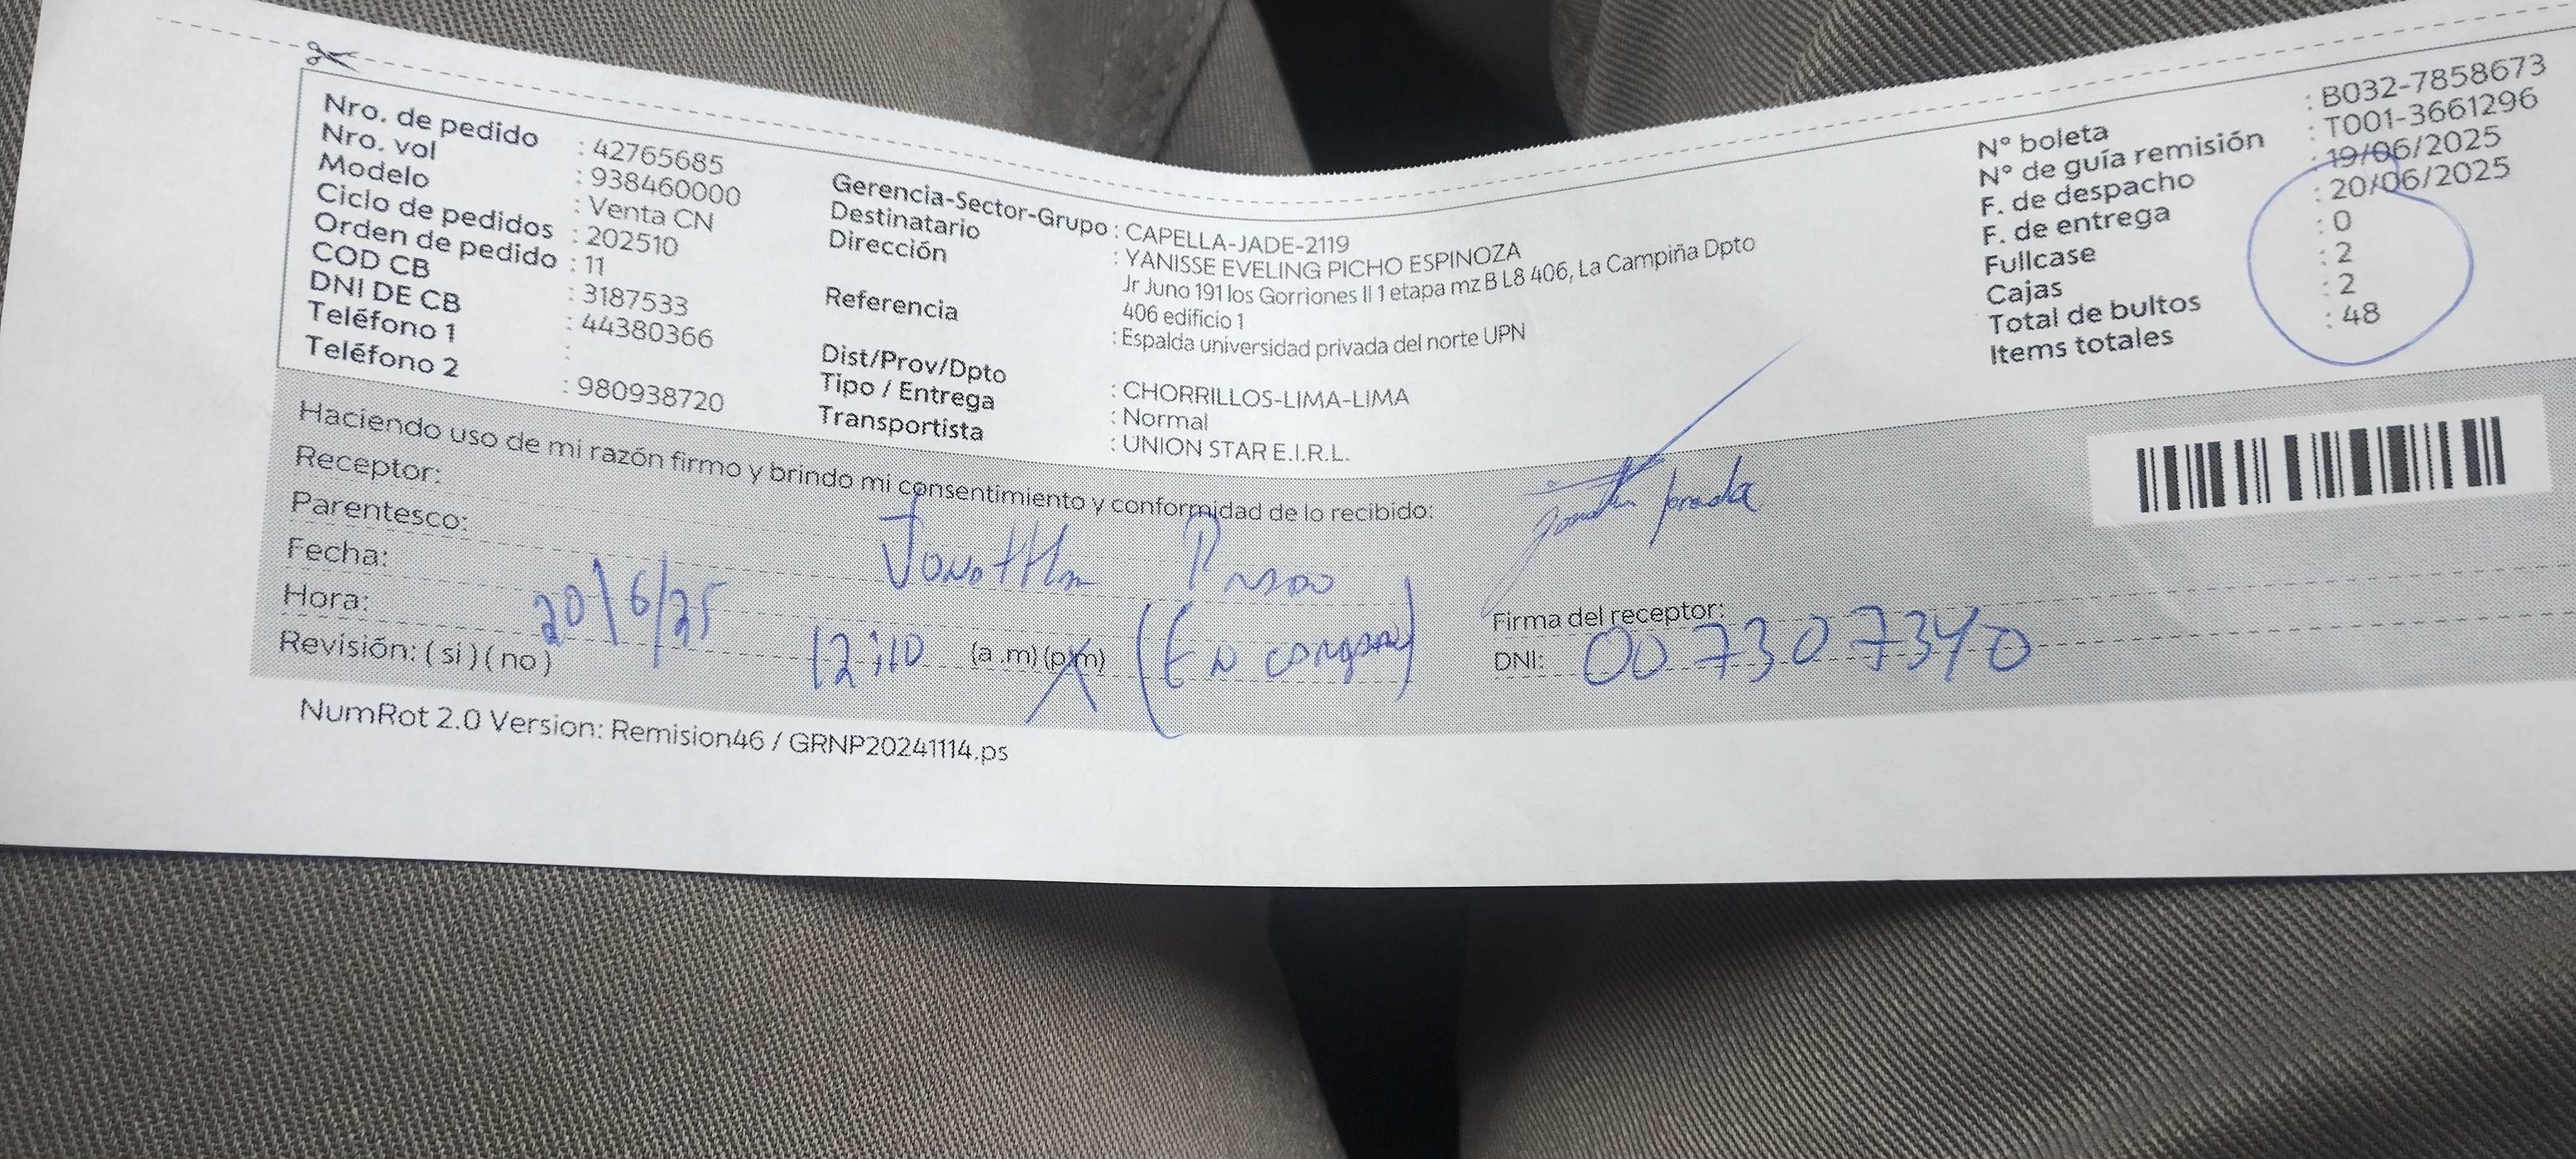 Nro. de pedido : 42765685
Nro. vol : 938460000
Modelo : Venta CN
Ciclo de pedidos : 202510
Orden de pedido : 11
COD CB : 3187533
DNI DE CB : 44380366
Teléfono 1 :
Teléfono 2 : 980938720
Gerencia-Sector-Grupo : CAPELLA-JADE-2119
Destinatario : YANISSE EVELING PICHO ESPINOZA
Dirección Jr Juno 191 los Gorriones II 1 etapa mz B L8 406, La Campiña Dpto
406 edificio 1
Referencia : Espalda universidad privada del norte UPN
Dist/Prov/Dpto : CHORRILLOS-LIMA-LIMA
Tipo / Entrega : Normal
Transportista : UNION STAR E.I.R.L.
N° boleta : B032-7858673
N° de guía remisión : T001-3661296
F. de despacho : 19/06/2025
F. de entrega : 20/06/2025
Fullcase : 0
Cajas : 2
Total de bultos : 2
Items totales : 48
Haciendo uso de mi razón firmo y brindo mi consentimiento y conformidad de lo recibido:
Receptor:
Parentesco:
Fecha: 20/6/25
Hora: 12:10 (a .m) (p.m)
Revisión: ( si ) ( no )
Firma del receptor:
DNI: 007307340
NumRot 2.0 Version: Remision46 / GRNP20241114.ps